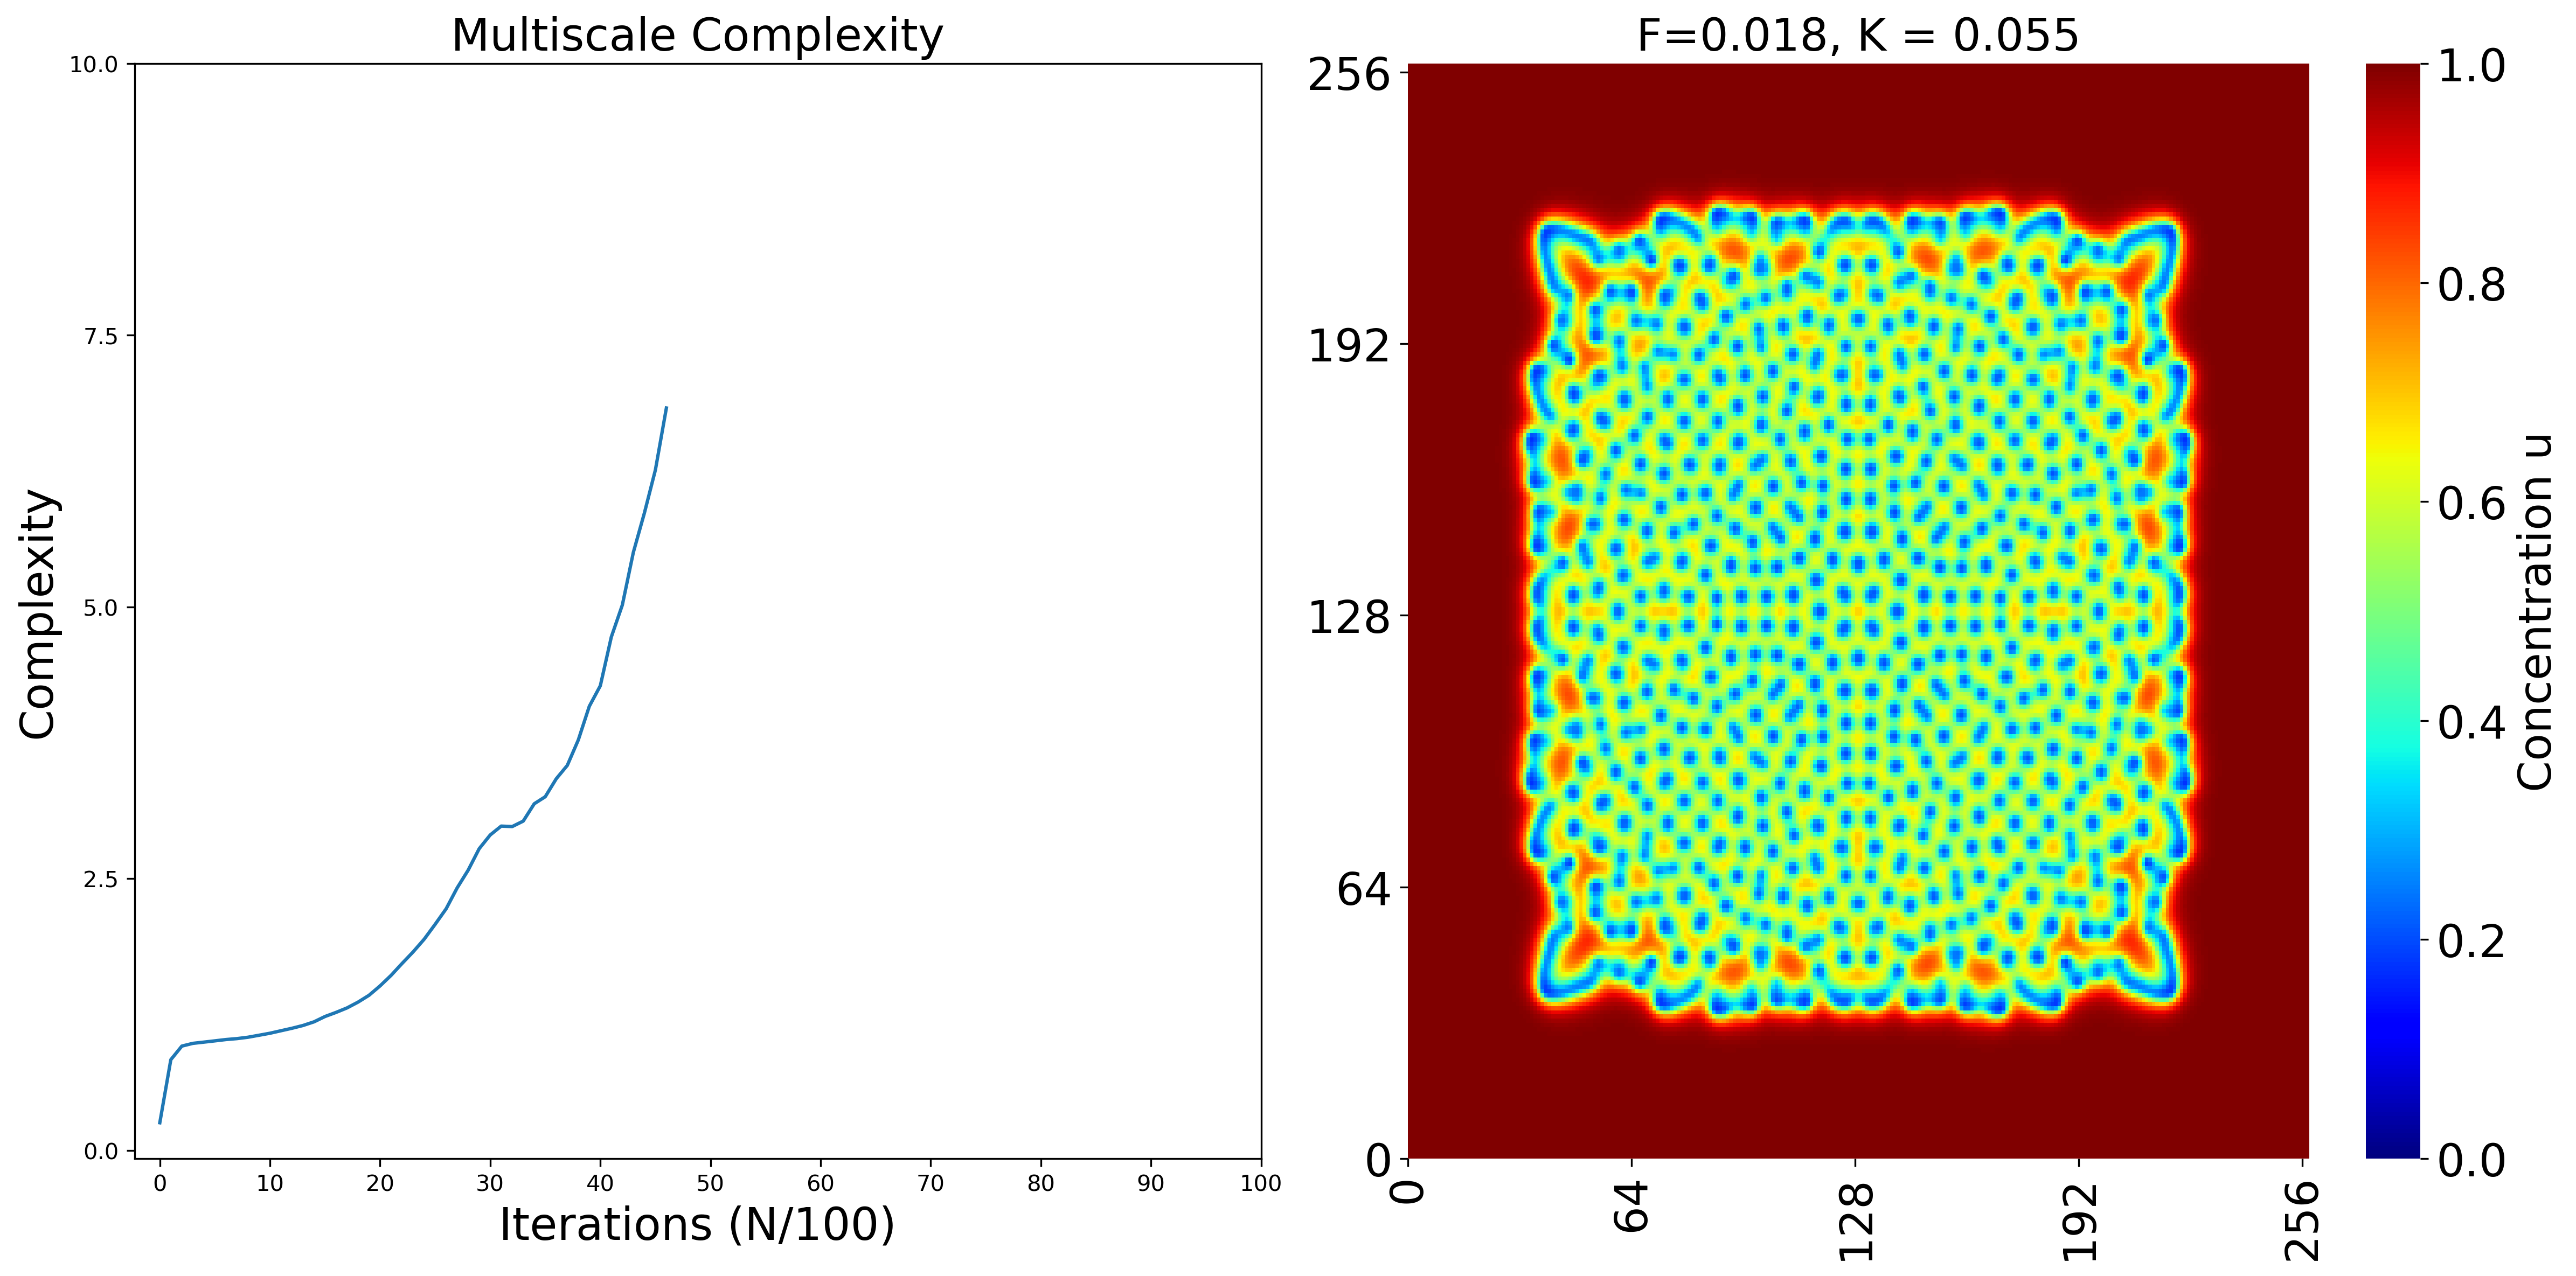 Multiscale Complexity
10.0
7.5
5.0
2.5
0.0
Complexity
0 10 20 30 40 50 60 70 80 90 100
Iterations (N/100)
F=0.018, K = 0.055
256
192
128
64
0
0 64 128 192 256
1.0
0.8
0.6
0.4
0.2
0.0
Concentration u